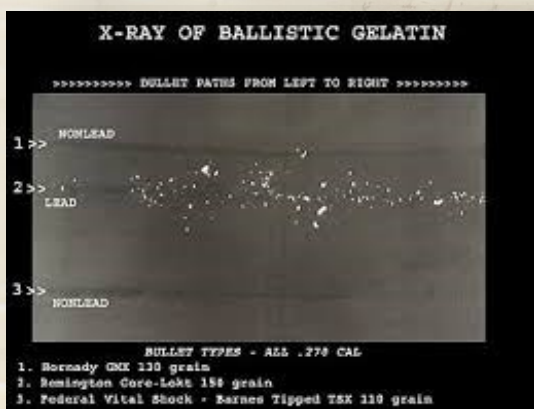 X-RAY OF BALLISTIC GELATIN
>>>>>>>>>> BULLET PATHS FROM LEFT TO RIGHT >>>>>>>>>
NONLEAD
1>>
2>>
LEAD
3>>
NONLEAD
BULLET TYPES - ALL .270 CAL
1. Hornady GMX 130 grain
2. Remington Core-Lokt 150 grain
3. Federal Vital Shock - Barnes Tipped TSX 110 grain